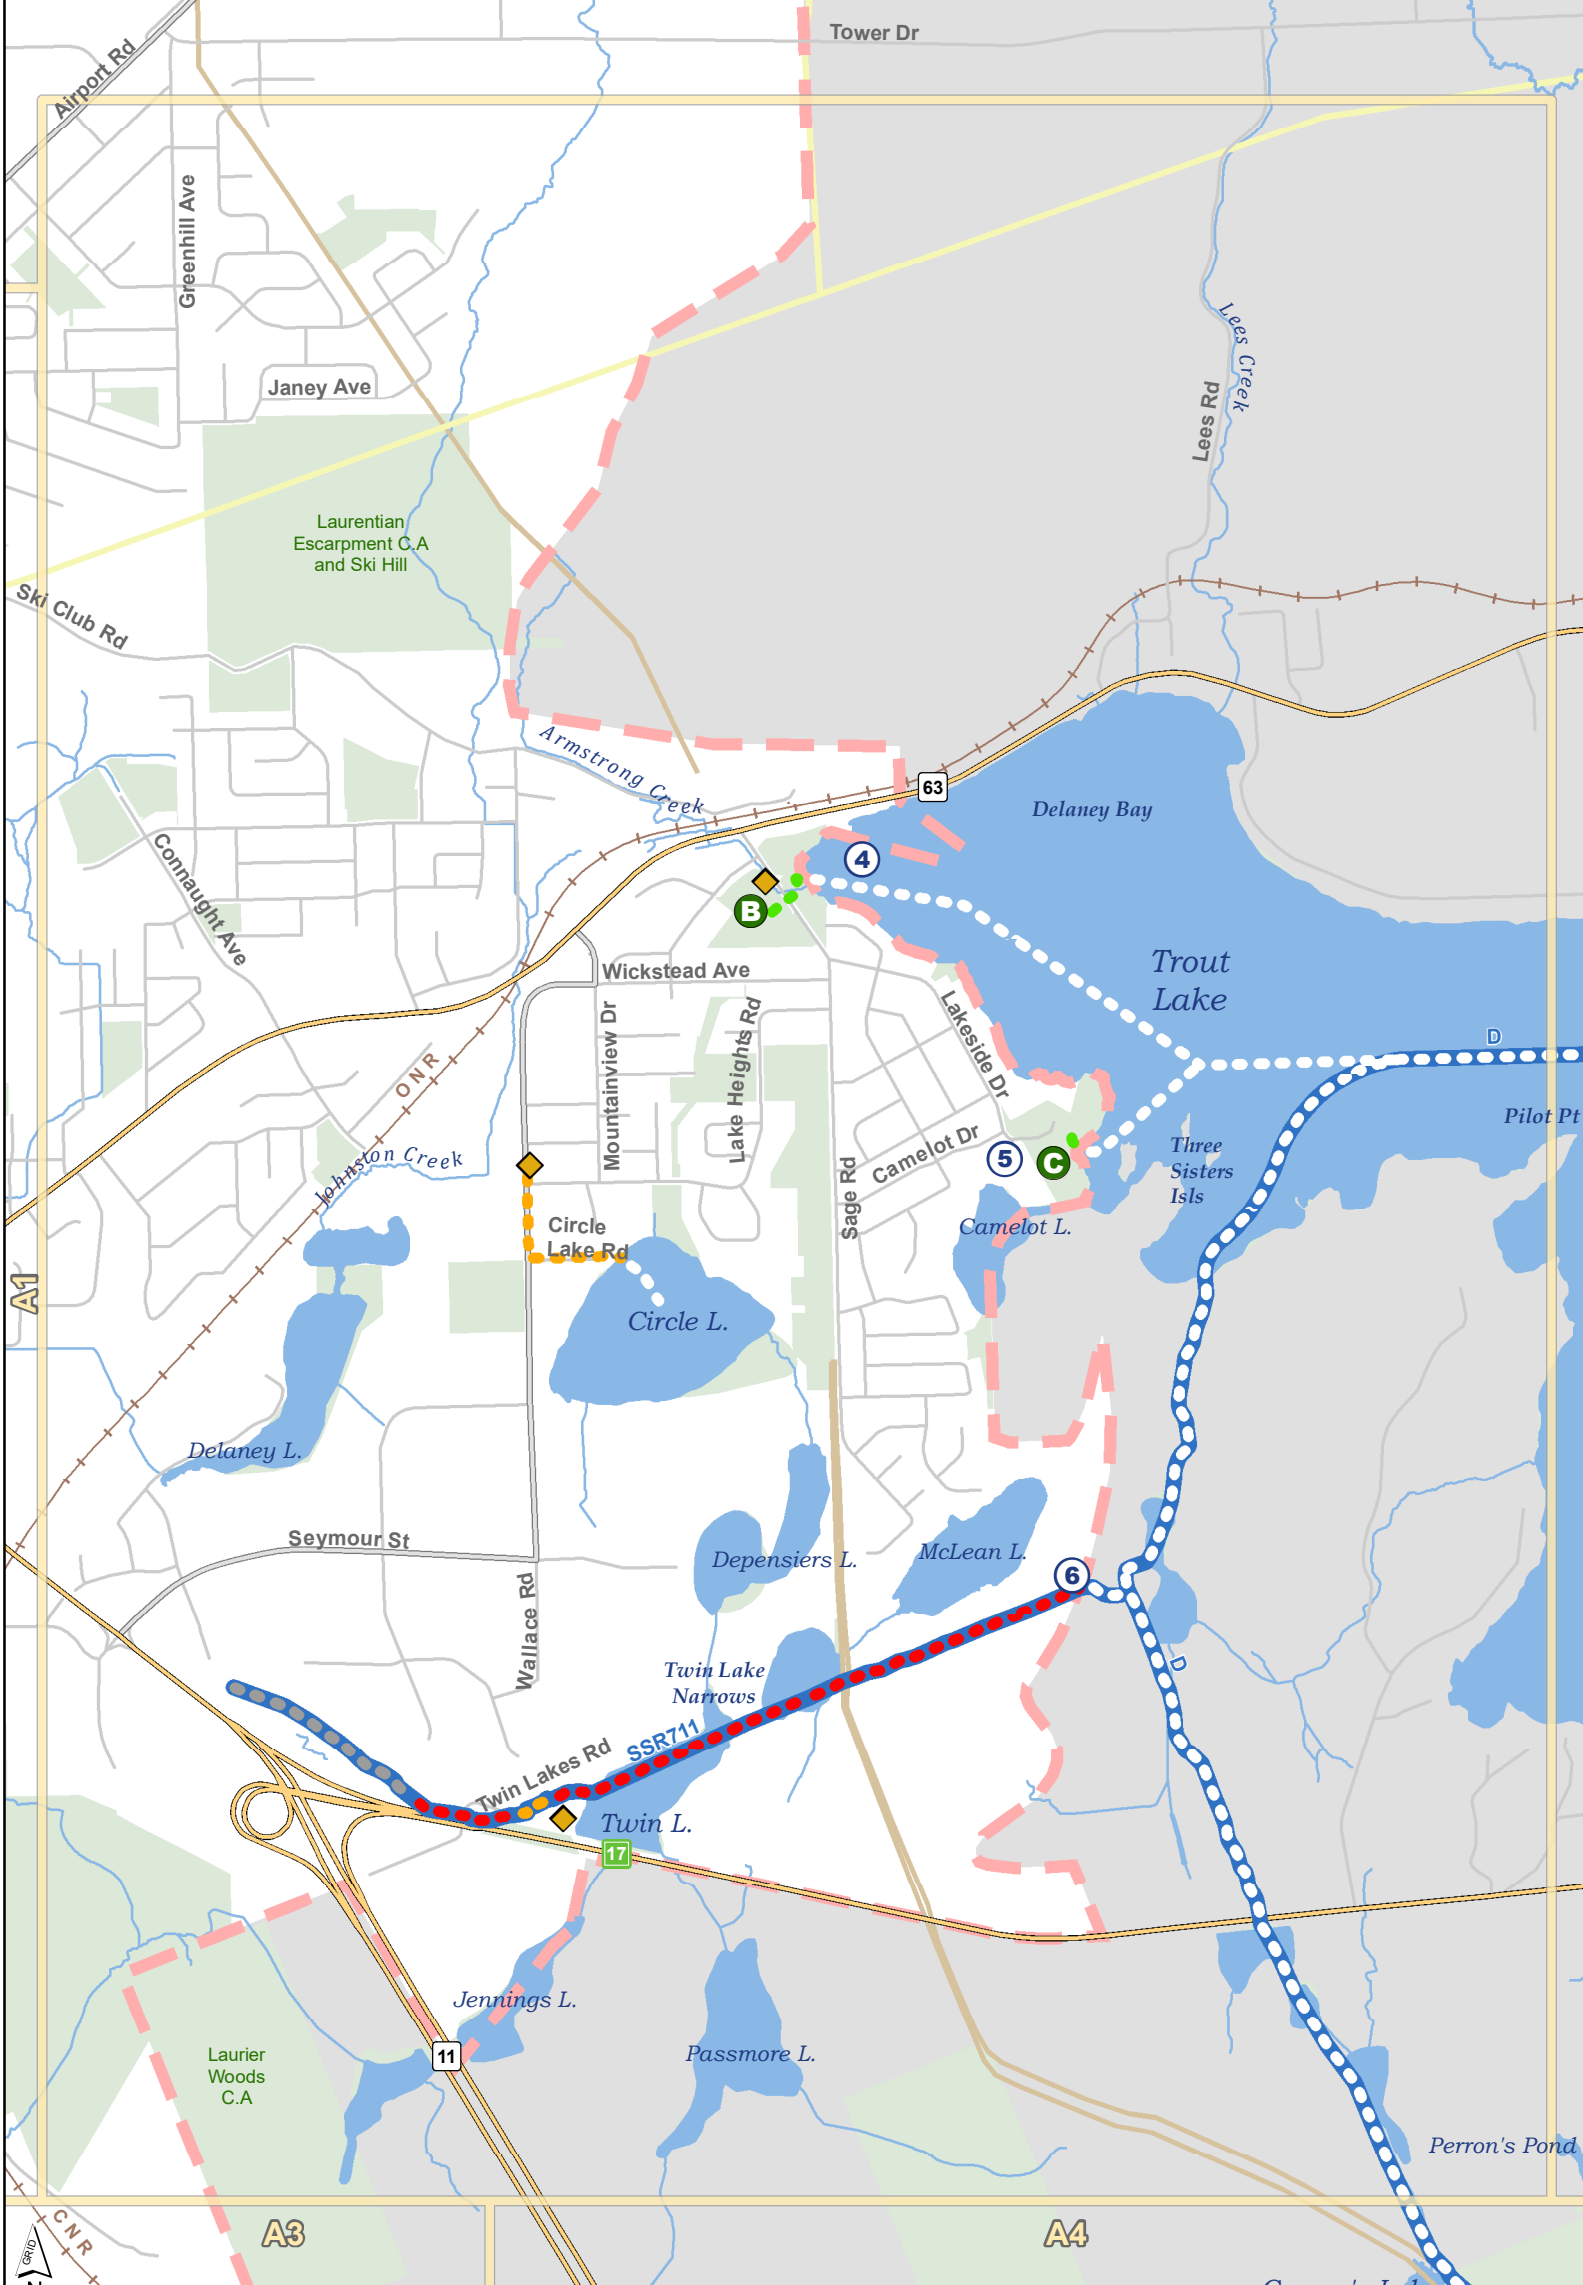 Tower Dr
Airport Rd
Greenhill Ave
Lees Creek
Janey Ave
Lees Rd
Laurentian
Escarpment C.A
and Ski Hill
Ski Club Rd
Armstrong Creek
63
Delaney Bay
4
Connaught Ave
B
Wickstead Ave
Trout
Lake
Lakeside Dr
Mountainview Dr
Lake Heights Rd
D
ONR
Pilot Pt
Camelot Dr
Three
Sisters
Isls
5
C
Johnston Creek
Sage Rd
Circle
Lake Rd
Camelot L.
A1
Circle L.
Delaney L.
Seymour St
Depensiers L.
McLean L.
6
Wallace Rd
Twin Lake
Narrows
D
SSR711
Twin Lakes Rd
Twin L.
17
Jennings L.
11
Passmore L.
Laurier
Woods
C.A
Perron's Pond
CNR
A3
A4
GRID